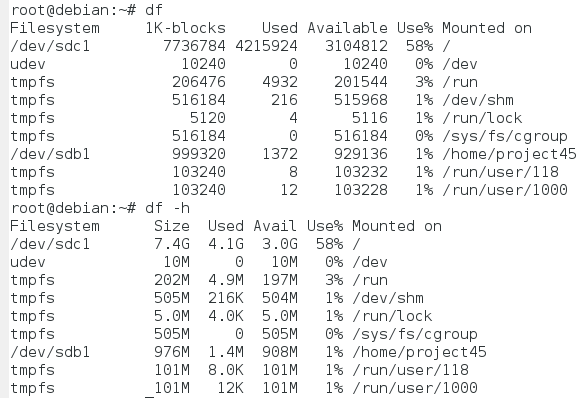 root@debian:~# df
Filesystem     1K-blocks    Used Available Use% Mounted on
/dev/sdc1        7736784 4215924   3104812  58% /
udev               10240       0     10240   0% /dev
tmpfs             206476    4932    201544   3% /run
tmpfs             516184     216    515968   1% /dev/shm
tmpfs               5120       4      5116   1% /run/lock
tmpfs             516184       0    516184   0% /sys/fs/cgroup
/dev/sdb1         999320    1372    929136   1% /home/project45
tmpfs             103240       8    103232   1% /run/user/118
tmpfs             103240      12    103228   1% /run/user/1000
root@debian:~# df -h
Filesystem      Size  Used Avail Use% Mounted on
/dev/sdc1       7.4G  4.1G  3.0G  58% /
udev             10M     0   10M   0% /dev
tmpfs           202M  4.9M  197M   3% /run
tmpfs           505M  216K  504M   1% /dev/shm
tmpfs           5.0M  4.0K  5.0M   1% /run/lock
tmpfs           505M     0  505M   0% /sys/fs/cgroup
/dev/sdb1       976M  1.4M  908M   1% /home/project45
tmpfs           101M  8.0K  101M   1% /run/user/118
tmpfs           101M   12K  101M   1% /run/user/1000